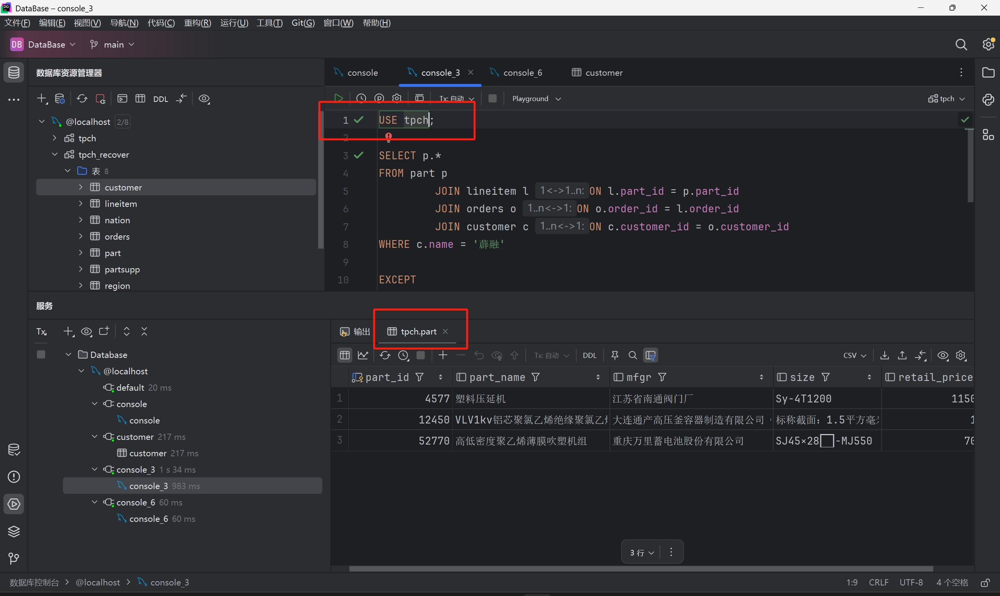 DataBase – console_3
文件(F) 编辑(E) 视图(V) 导航(N) 代码(C) 重构(R) 运行(U) 工具(T) Git(G) 窗口(W) 帮助(H)
DB DataBase main
数据库资源管理器
DDL
@localhost 2/8
tpch
tpch_recover
表 8
customer
lineitem
nation
orders
part
partsupp
region
console console_3 console_6 customer
Tx: 自动 Playground tpch
1 USE tpch;
2
3 SELECT p.*
4 FROM part p
5 JOIN lineitem l 1<->1..n: ON l.part_id = p.part_id
6 JOIN orders o 1..n<->1: ON o.order_id = l.order_id
7 JOIN customer c 1..n<->1: ON c.customer_id = o.customer_id
8 WHERE c.name = '薜融'
9
10 EXCEPT
服务
Tx
Database
@localhost
default 20 ms
console
console
customer 217 ms
customer 217 ms
console_3 1 s 34 ms
console_3 983 ms
console_6 60 ms
console_6 60 ms
输出 tpch.part
Tx: 自动 DDL CSV
part_id part_name mfgr size retail_price
1 4577 塑料压延机 江苏省南通阀门厂 Sy-4T1200 1150
2 12450 VLV1kv铝芯聚氯乙烯绝缘聚氯乙 大连通产高压釜容器制造有限公司 标称截面：1.5平方毫 1
3 52770 高低密度聚乙烯薄膜吹塑机组 重庆万里蓄电池股份有限公司 SJ45×28□-MJ550 70
3 行
数据库控制台 > @localhost > console_3
1:9 CRLF UTF-8 4 个空格